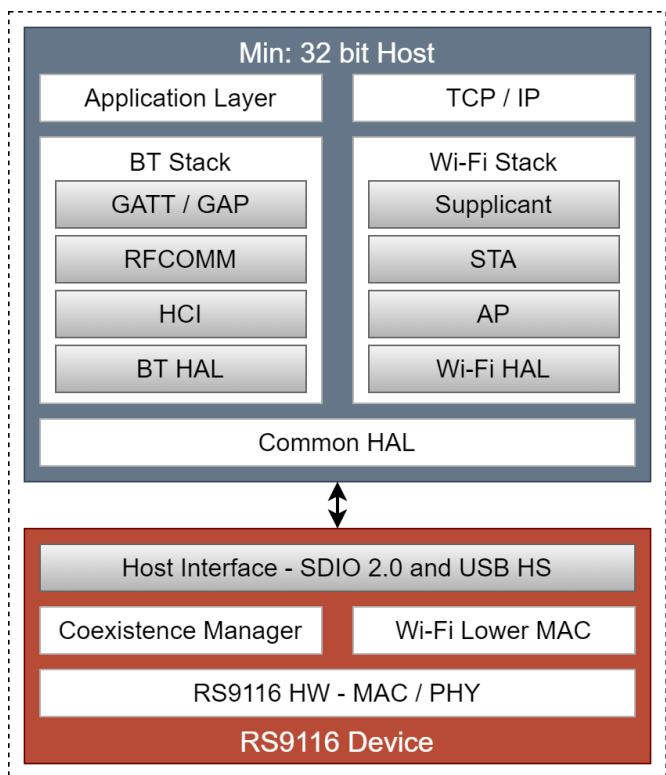 Min: 32 bit Host
Application Layer
TCP / IP
BT Stack
GATT / GAP
RFCOMM
HCI
BT HAL
Wi-Fi Stack
Supplicant
STA
AP
Wi-Fi HAL
Common HAL
Host Interface - SDIO 2.0 and USB HS
Coexistence Manager
Wi-Fi Lower MAC
RS9116 HW - MAC / PHY
RS9116 Device